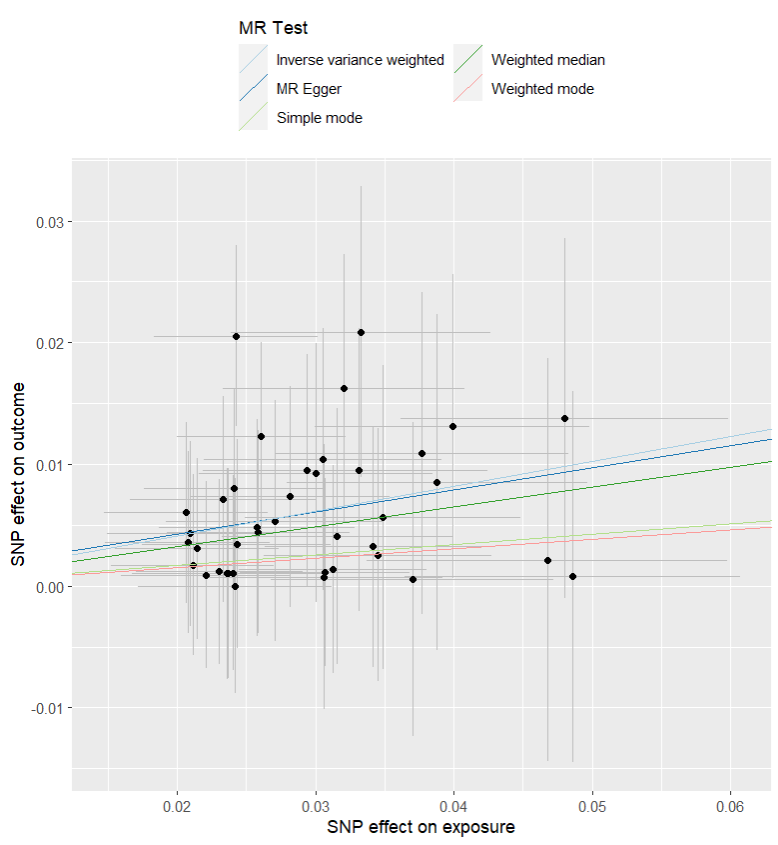 MR Test
Inverse variance weighted Weighted median
MR Egger Weighted mode
Simple mode
SNP effect on outcome
0.03
0.02
0.01
0.00
-0.01
0.02 0.03 0.04 0.05 0.06
SNP effect on exposure